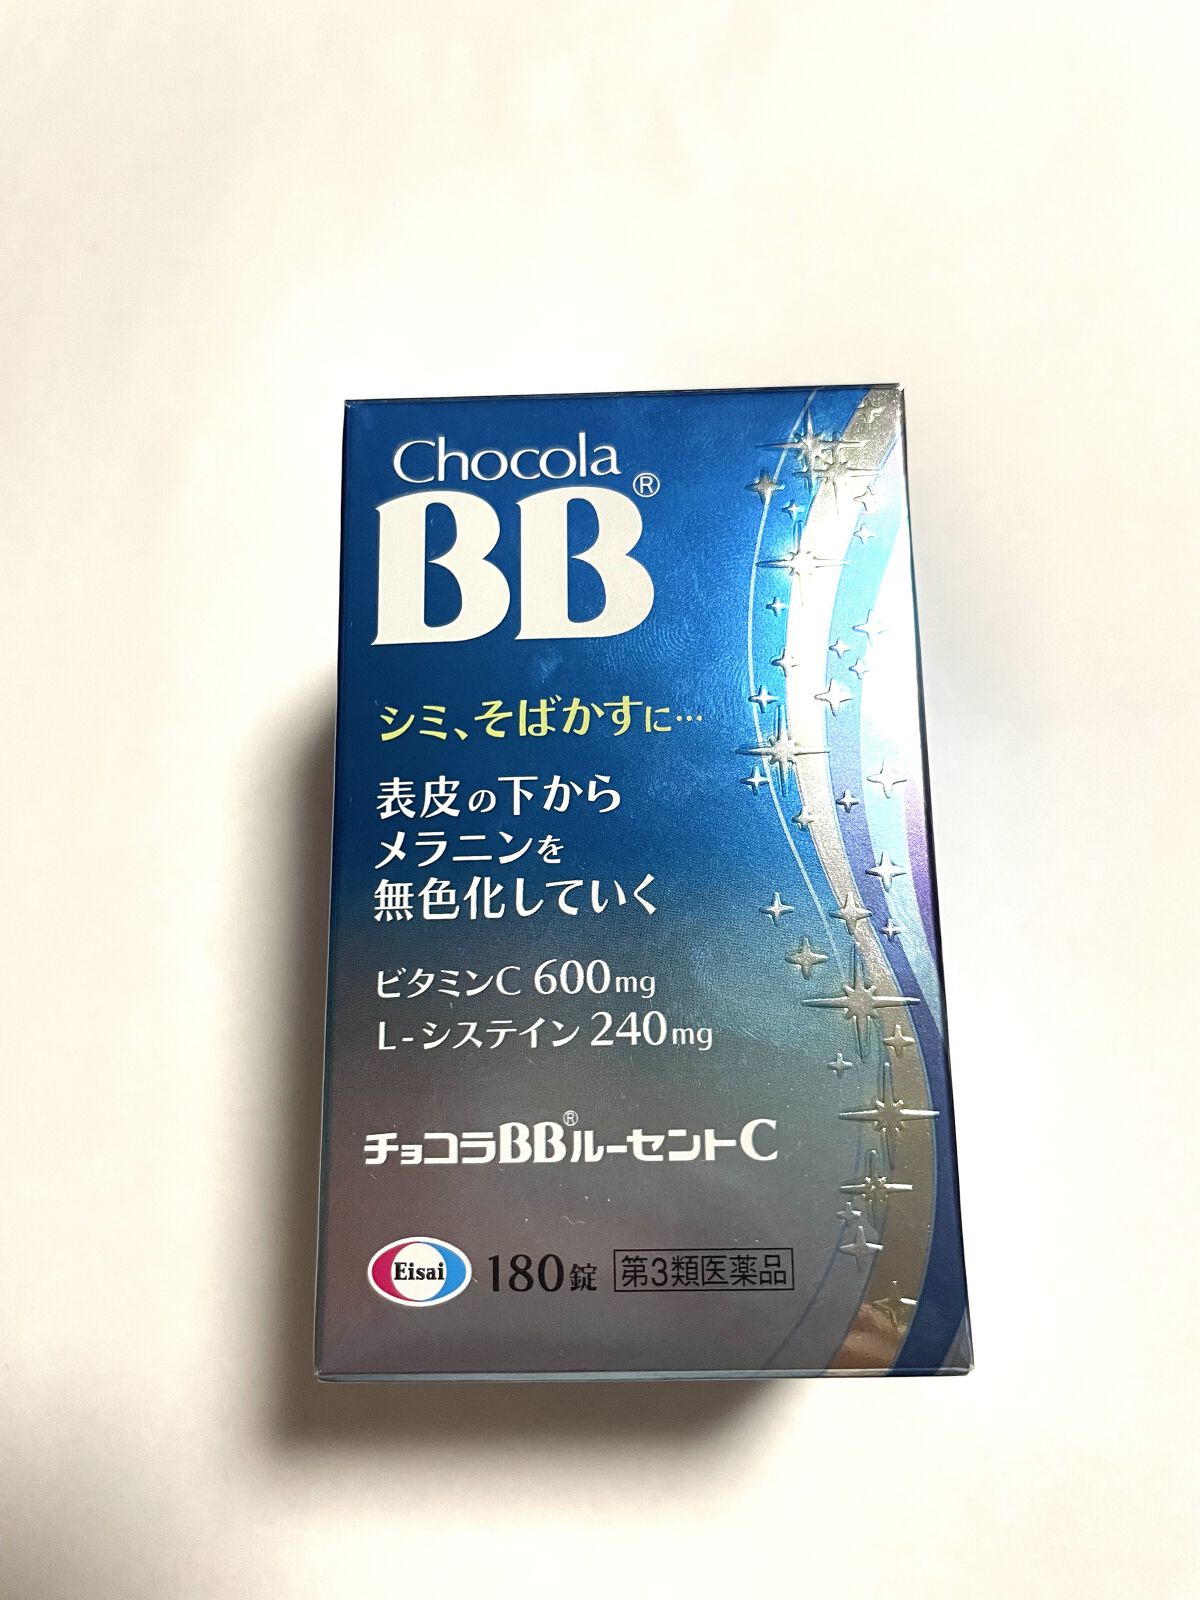 Chocola
BB®
シミ、そばかすに…
表皮の下から
メラニンを
無色化していく
ビタミンC 600mg
L-システイン 240mg
チョコラBB®ルーセントC
Eisai 180錠 第3類医薬品